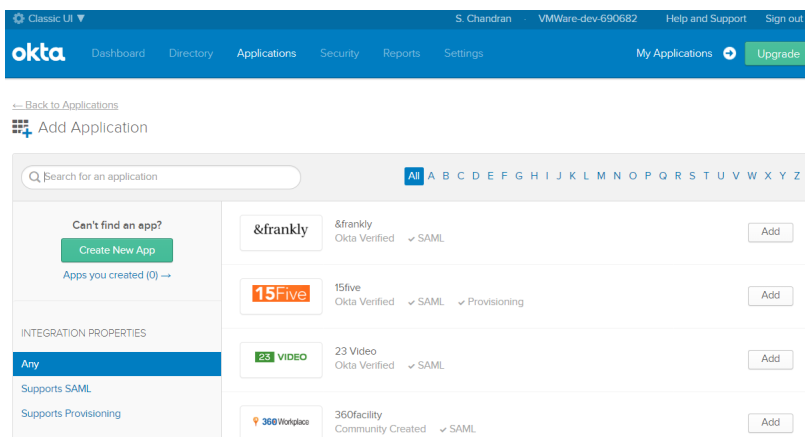 Classic UI ▼
S. Chandran · VMWare-dev-690682 Help and Support Sign out
okta Dashboard Directory Applications Security Reports Settings My Applications Upgrade
← Back to Applications
Add Application
Search for an application
All A B C D E F G H I J K L M N O P Q R S T U V W X Y Z
Can't find an app?
Create New App
Apps you created (0) →
INTEGRATION PROPERTIES
Any
Supports SAML
Supports Provisioning
&frankly
&frankly
Okta Verified ✓ SAML
Add
15Five
15five
Okta Verified ✓ SAML ✓ Provisioning
Add
23 VIDEO
23 Video
Okta Verified ✓ SAML
Add
360 Workplace
360facility
Community Created ✓ SAML
Add